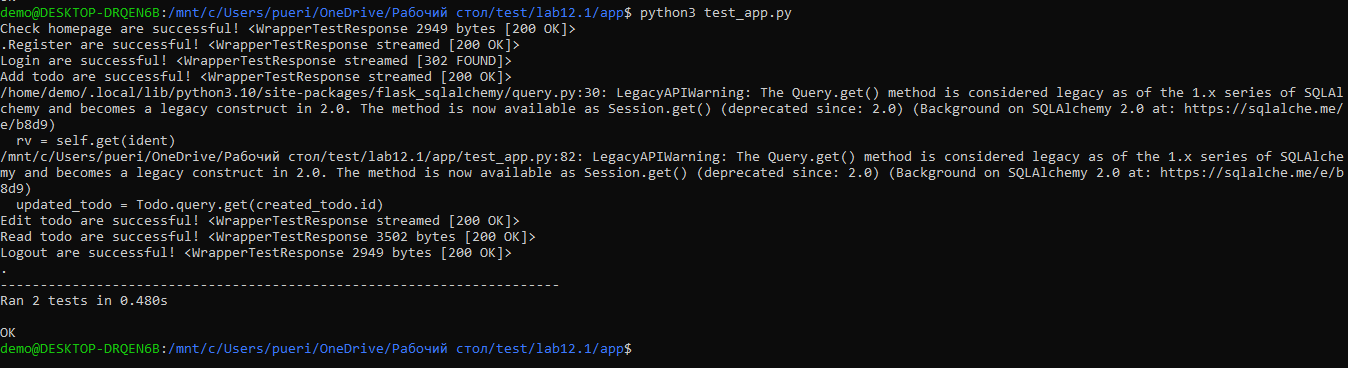 demo@DESKTOP-DRQEN6B:/mnt/c/Users/pueri/OneDrive/Рабочий стол/test/lab12.1/app$ python3 test_app.py
Check homepage are successful! <WrapperTestResponse 2949 bytes [200 OK]>
.Register are successful! <WrapperTestResponse streamed [200 OK]>
Login are successful! <WrapperTestResponse streamed [302 FOUND]>
Add todo are successful! <WrapperTestResponse streamed [200 OK]>
/home/demo/.local/lib/python3.10/site-packages/flask_sqlalchemy/query.py:30: LegacyAPIWarning: The Query.get() method is considered legacy as of the 1.x series of SQLAl
chemy and becomes a legacy construct in 2.0. The method is now available as Session.get() (deprecated since: 2.0) (Background on SQLAlchemy 2.0 at: https://sqlalche.me/
e/b8d9)
  rv = self.get(ident)
/mnt/c/Users/pueri/OneDrive/Рабочий стол/test/lab12.1/app/test_app.py:82: LegacyAPIWarning: The Query.get() method is considered legacy as of the 1.x series of SQLAlche
my and becomes a legacy construct in 2.0. The method is now available as Session.get() (deprecated since: 2.0) (Background on SQLAlchemy 2.0 at: https://sqlalche.me/e/b
8d9)
  updated_todo = Todo.query.get(created_todo.id)
Edit todo are successful! <WrapperTestResponse streamed [200 OK]>
Read todo are successful! <WrapperTestResponse 3502 bytes [200 OK]>
Logout are successful! <WrapperTestResponse 2949 bytes [200 OK]>
.
----------------------------------------------------------------------
Ran 2 tests in 0.480s
OK
demo@DESKTOP-DRQEN6B:/mnt/c/Users/pueri/OneDrive/Рабочий стол/test/lab12.1/app$